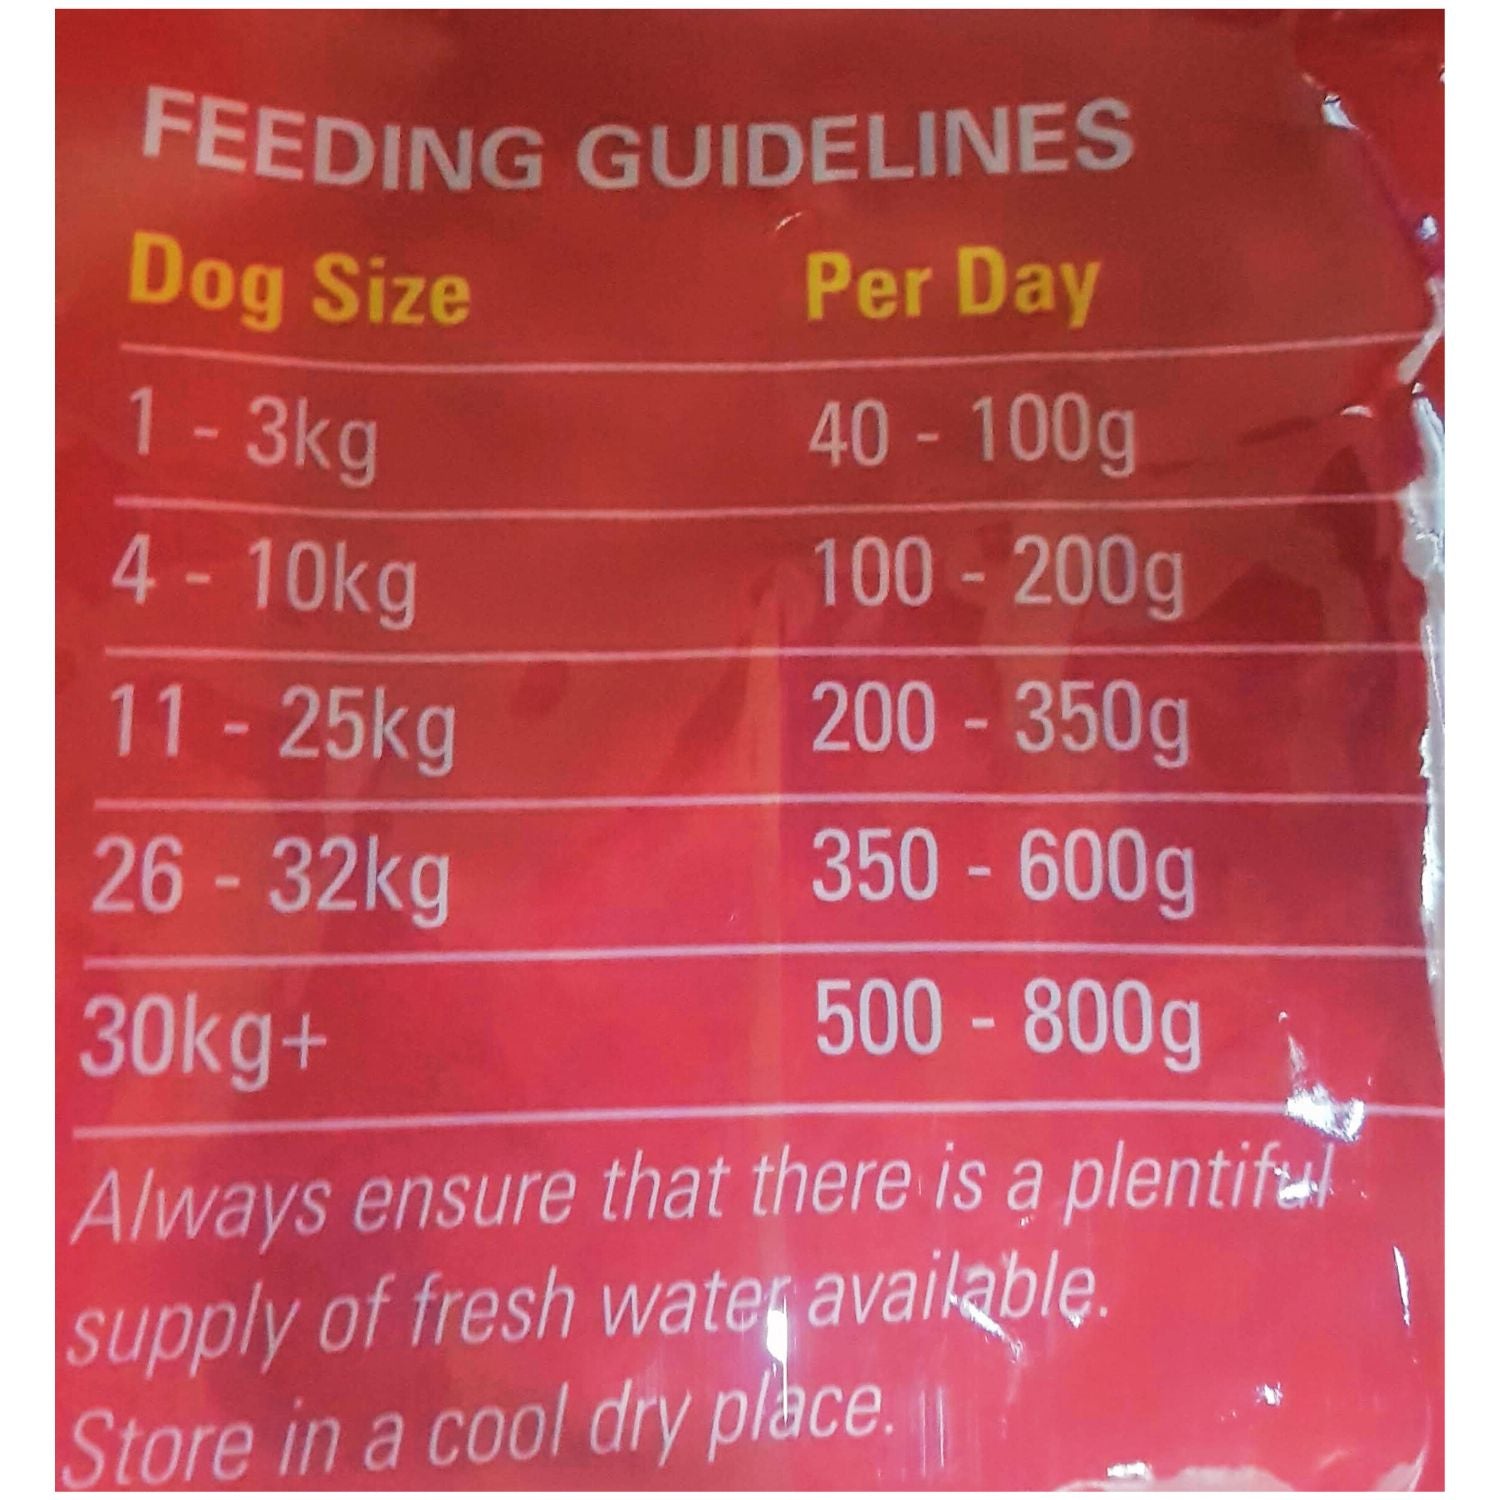 FEEDING GUIDELINES
Dog Size Per Day
1 - 3kg 40 - 100g
4 - 10kg 100 - 200g
11 - 25kg 200 - 350g
26 - 32kg 350 - 600g
30kg+ 500 - 800g
Always ensure that there is a plentiful
supply of fresh water available.
Store in a cool dry place.